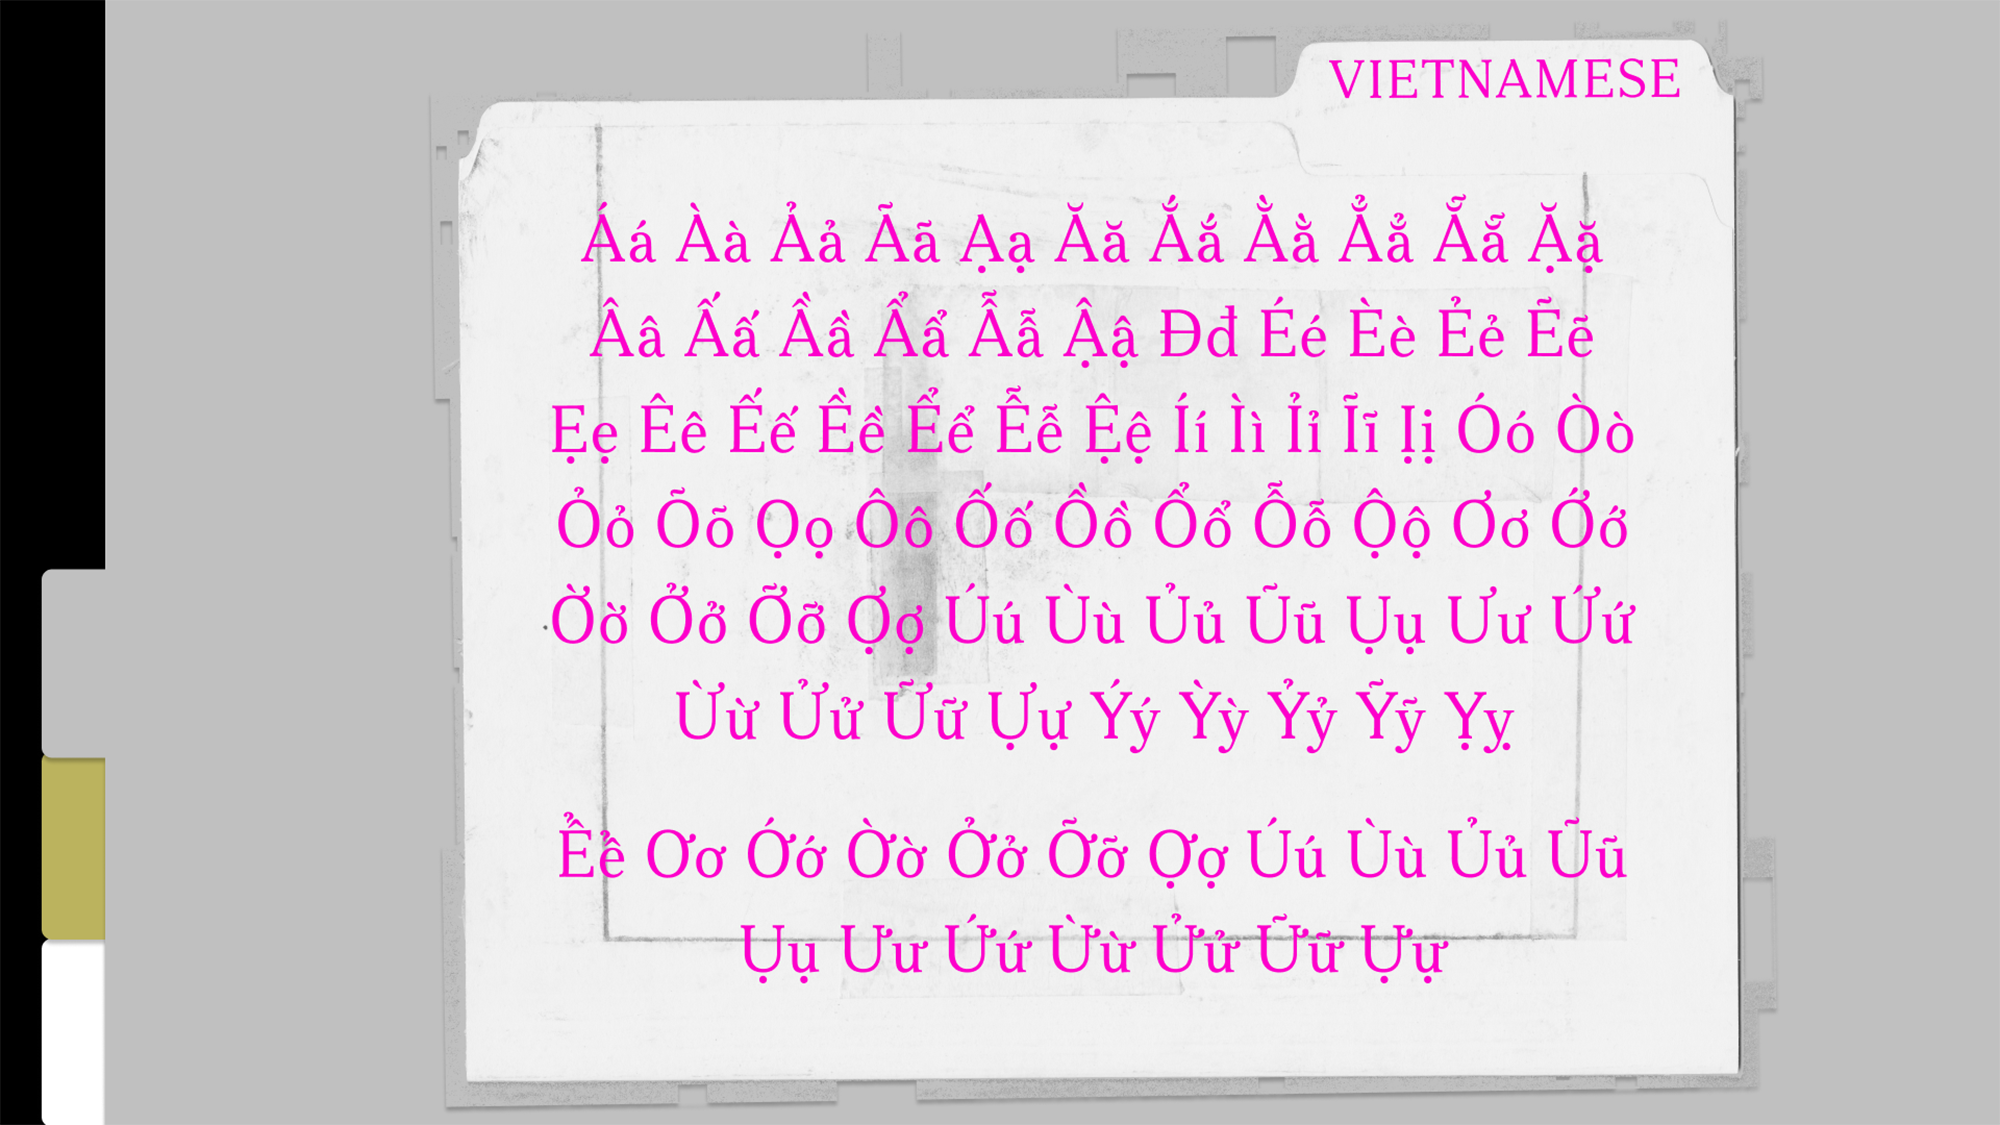 VIETNAMESE
Áá Àà Ảả Ãã Ạạ Ăă Ắắ Ằằ Ẳẳ Ẵẵ Ặặ
Ââ Ấấ Ầầ Ẩẩ Ẫẫ Ậậ Đđ Éé Èè Ẻẻ Ẽẽ
Ẹẹ Êê Ếế Ềề Ểể Ễễ Ệệ Íí Ìì Ỉỉ Ĩĩ Ịị Óó Òò
Ỏỏ Õõ Ọọ Ôô Ốố Ồồ Ổổ Ỗỗ Ộộ Ơơ Ớớ
Ờờ Ởở Ỡỡ Ợợ Úú Ùù Ủủ Ũũ Ụụ Ưư Ứứ
Ừừ Ửử Ữữ Ựự Ýý Ỳỳ Ỷỷ Ỹỹ Ỵỵ
Ểể Ơơ Ớớ Ờờ Ởở Ỡỡ Ợợ Úú Ùù Ủủ Ũũ
Ụụ Ưư Ứứ Ừừ Ửử Ữữ Ựự